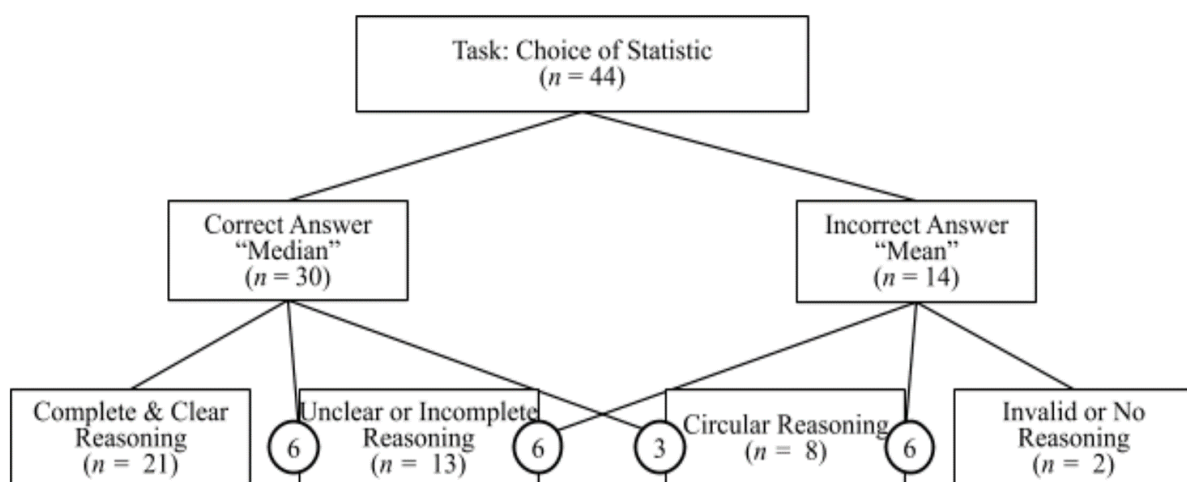 Task: Choice of Statistic
(n = 44)
Correct Answer
“Median”
(n = 30)
Incorrect Answer
“Mean”
(n = 14)
Complete & Clear
Reasoning
(n = 21)
6
Unclear or Incomplete
Reasoning
(n = 13)
6
3
Circular Reasoning
(n = 8)
6
Invalid or No
Reasoning
(n = 2)